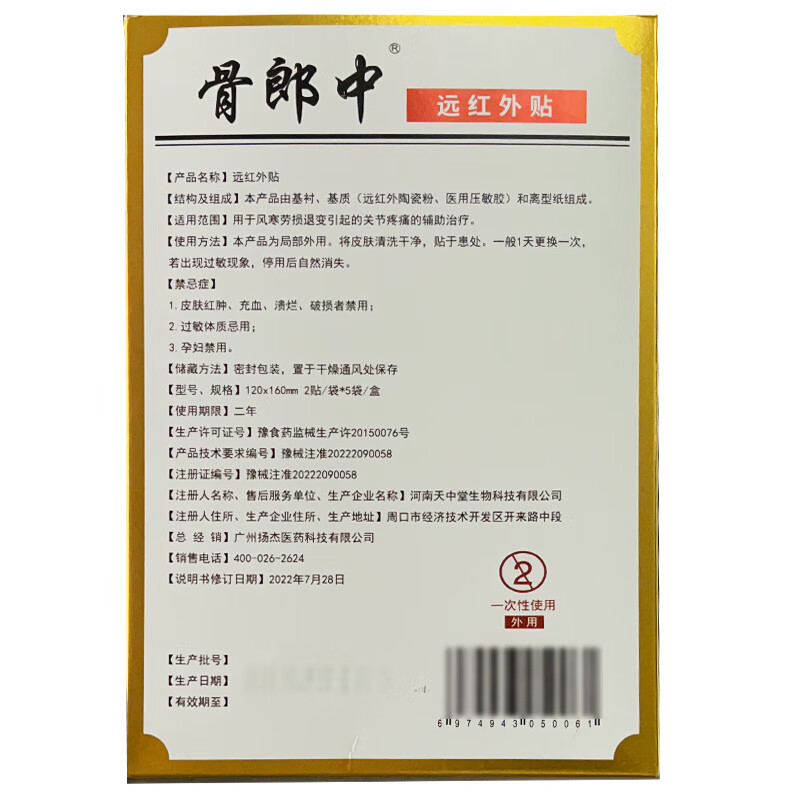 骨郎中®
远红外贴
【产品名称】远红外贴
【结构及组成】本产品由基衬、基质（远红外陶瓷粉、医用压敏胶）和离型纸组成。
【适用范围】用于风寒劳损退变引起的关节疼痛的辅助治疗。
【使用方法】本产品为局部外用。将皮肤清洗干净，贴于患处。一般1天更换一次，
若出现过敏现象，停用后自然消失。
【禁忌症】
1.皮肤红肿、充血、溃烂、破损者禁用；
2.过敏体质忌用；
3.孕妇禁用。
【储藏方法】密封包装，置于干燥通风处保存
【型号、规格】120x160mm 2贴/袋*5袋/盒
【使用期限】二年
【生产许可证号】豫食药监械生产许20150076号
【产品技术要求编号】豫械注准20222090058
【注册证编号】豫械注准20222090058
【注册人名称、售后服务单位、生产企业名称】河南天中堂生物科技有限公司
【注册人住所、生产企业住所、生产地址】周口市经济技术开发区开来路中段
【总 经 销】广州扬杰医药科技有限公司
【销售电话】400-026-2624
【说明书修订日期】2022年7月28日
2
一次性使用
外用
【生产批号】
【生产日期】
【有效期至】
6974943050061